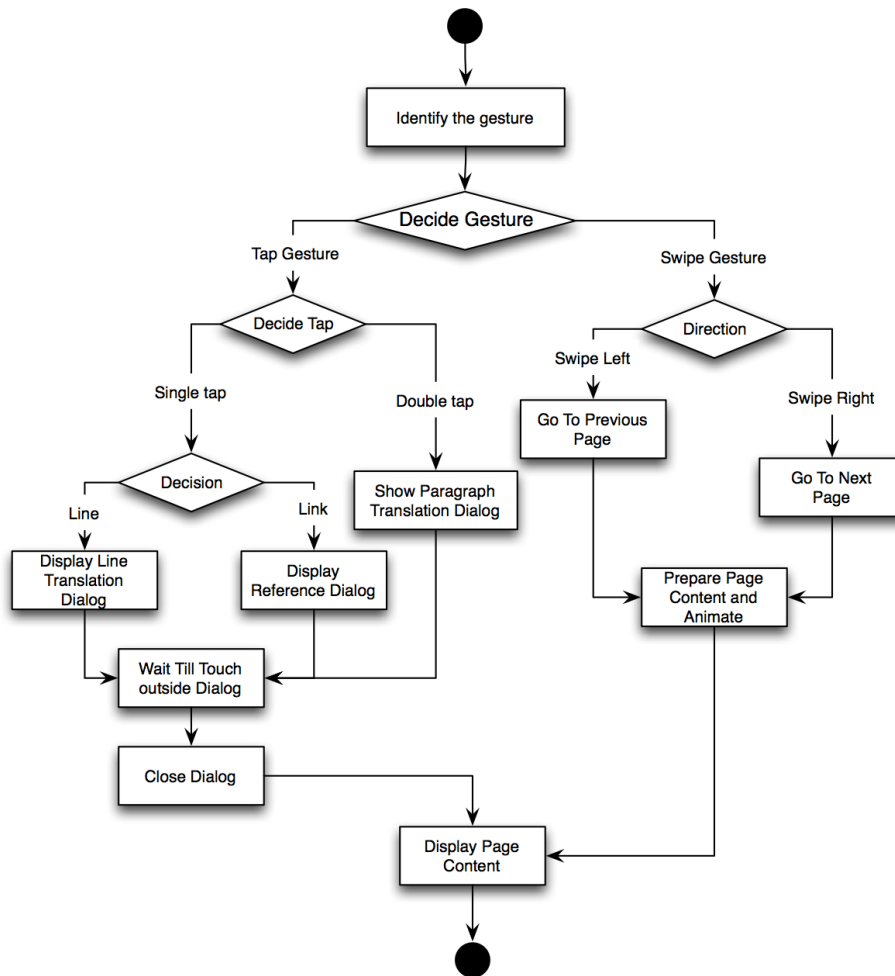 Identify the gesture
Decide Gesture
Tap Gesture
Swipe Gesture
Decide Tap
Direction
Swipe Left
Single tap
Double tap
Swipe Right
Go To Previous
Page
Decision
Show Paragraph
Translation Dialog
Go To Next
Page
Line
Link
Display Line
Translation
Dialog
Display
Reference Dialog
Prepare Page
Content and
Animate
Wait Till Touch
outside Dialog
Close Dialog
Display Page
Content